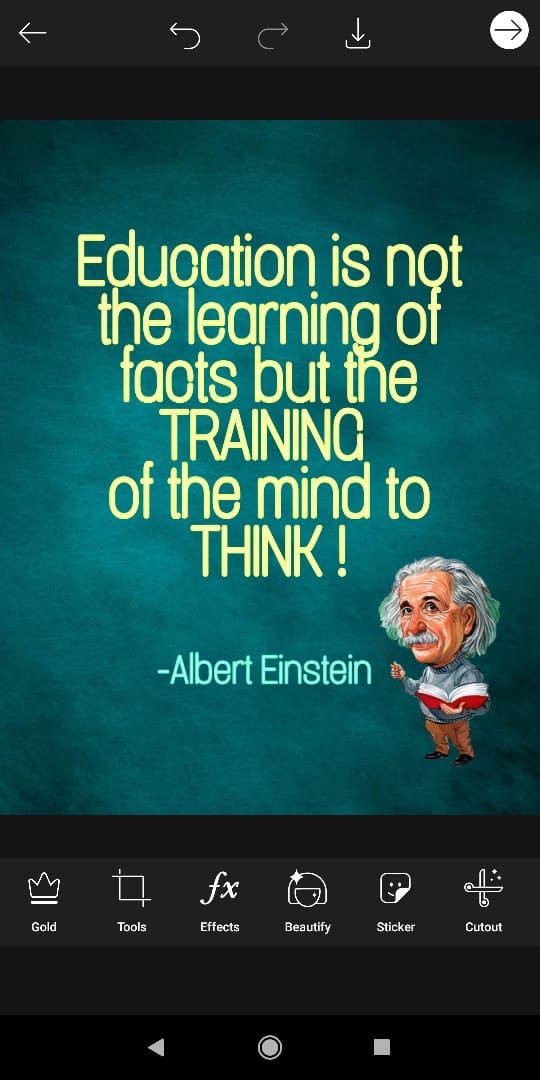 Education is not
the learning of
facts but the
TRAINING
of the mind to
THINK !
-Albert Einstein
Gold
Tools
fx
Effects
Beautify
Sticker
Cutout